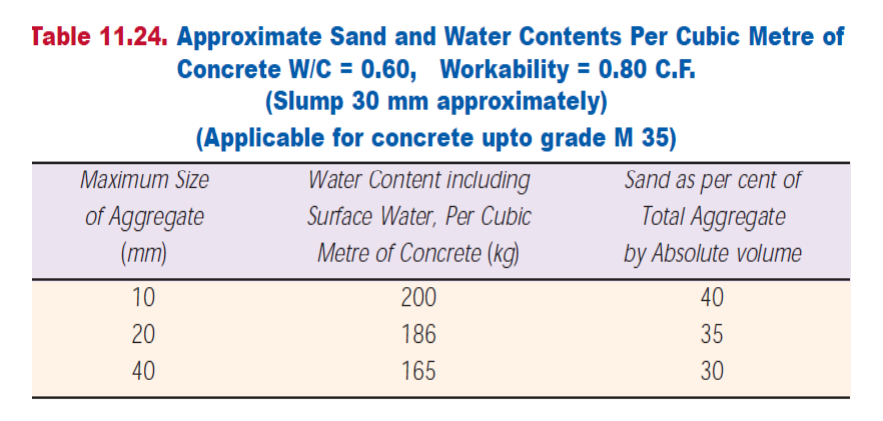 Table 11.24. Approximate Sand and Water Contents Per Cubic Metre of
Concrete W/C = 0.60, Workability = 0.80 C.F.
(Slump 30 mm approximately)
(Applicable for concrete upto grade M 35)
Maximum Size Water Content including Sand as per cent of
of Aggregate Surface Water, Per Cubic Total Aggregate
(mm) Metre of Concrete (kg) by Absolute volume
10 200 40
20 186 35
40 165 30